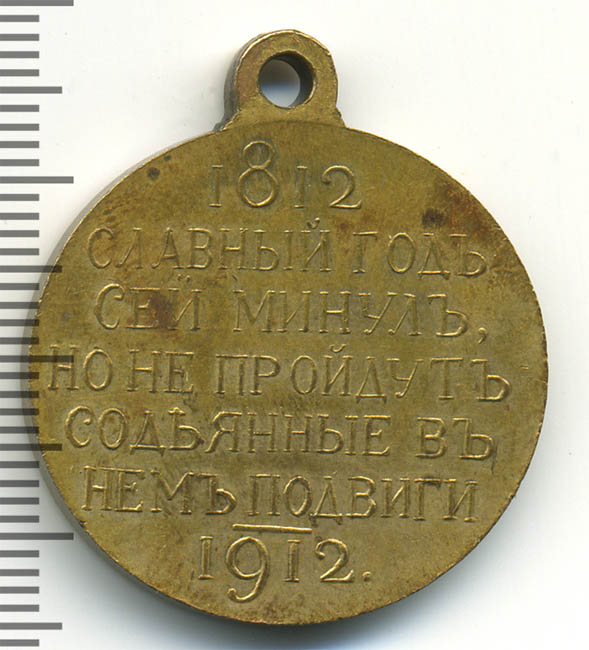 1812
СЛАВНЫЙ ГОДЪ
СЕЙ МИНУЛЪ,
НО НЕ ПРОЙДУТЪ
СОДѢЯННЫЕ ВЪ
НЕМЪ ПОДВИГИ
1912.